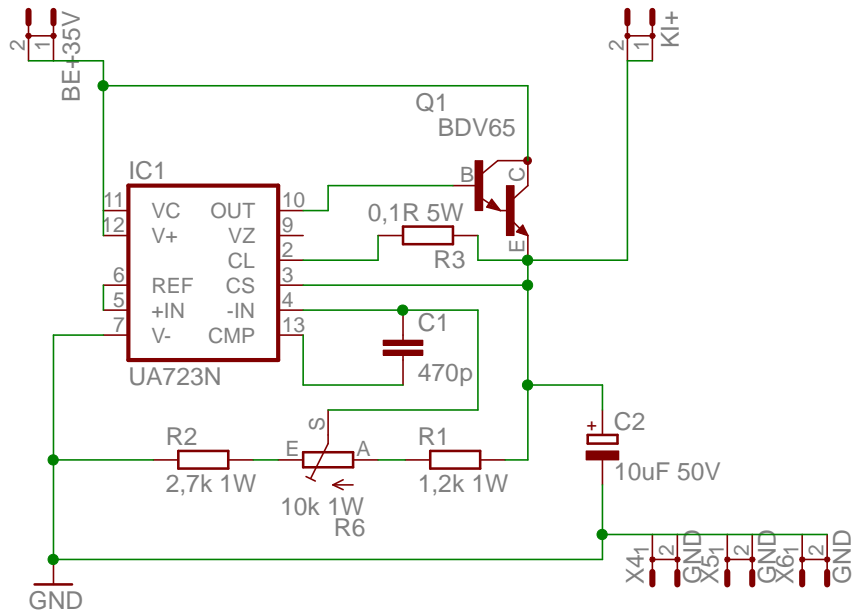 2 1
BE+35V
2 1
KI+
Q1
BDV65
B C E
IC1
11 VC OUT 10
12 V+ VZ 9
CL 2
6 REF CS 3
5 +IN -IN 4
7 V- CMP 13
UA723N
0,1R 5W
R3
C1
470p
S
R2
E A
R1
2,7k 1W
10k 1W
R6
1,2k 1W
+
C2
10uF 50V
X4 1 2 GND
X5 1 2 GND
X6 1 2 GND
GND